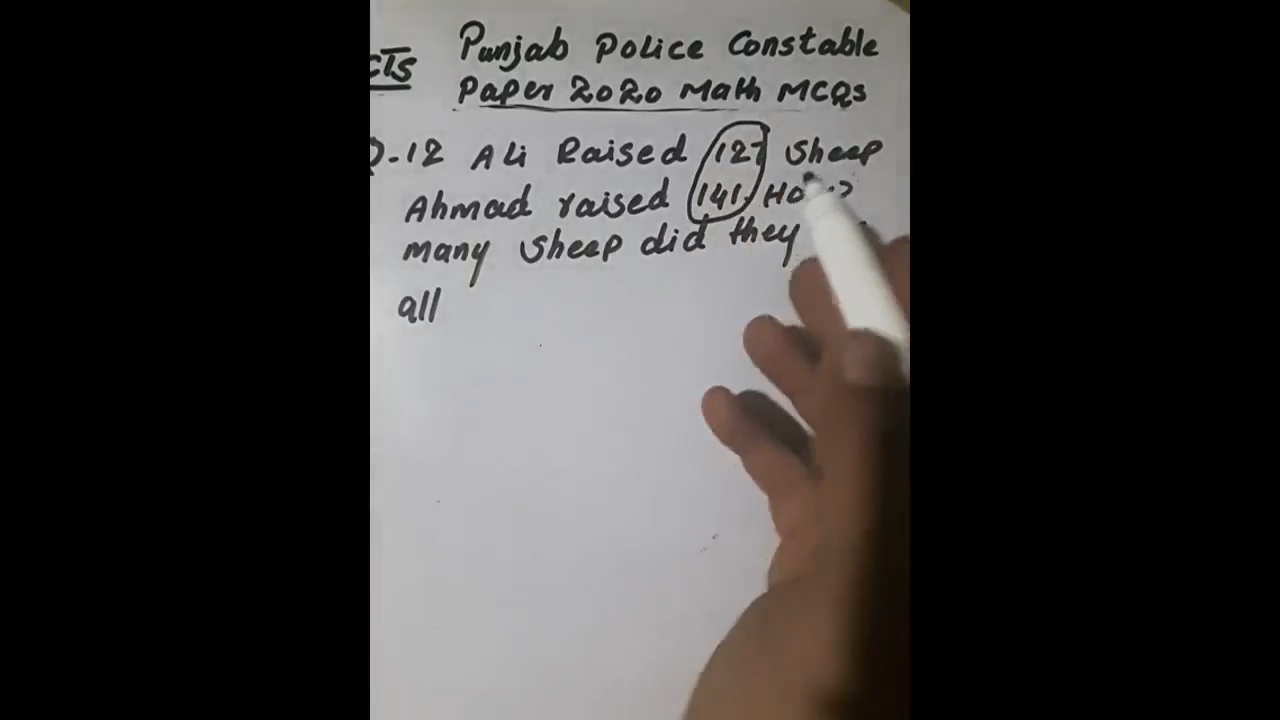 CTS Punjab Police Constable
Paper 2020 Math MCQs
Q-12 Ali Raised 127 Sheep
Ahmad raised 141.
many sheep did they
all